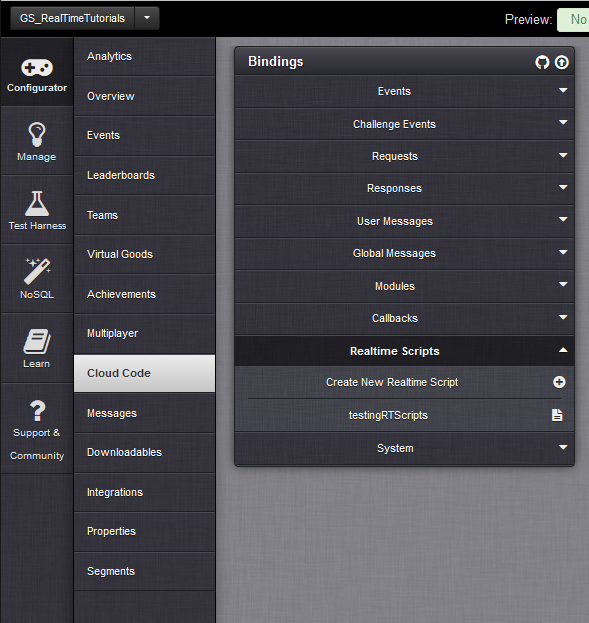 GS_RealTimeTutorials
Preview:
No
Configurator
Manage
Test Harness
NoSQL
Learn
Support &
Community
Analytics
Overview
Events
Leaderboards
Teams
Virtual Goods
Achievements
Multiplayer
Cloud Code
Messages
Downloadables
Integrations
Properties
Segments
Bindings
Events
Challenge Events
Requests
Responses
User Messages
Global Messages
Modules
Callbacks
Realtime Scripts
Create New Realtime Script
testingRTScripts
System